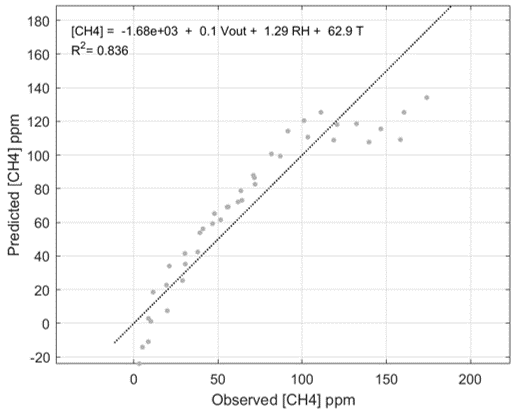 [CH4] = -1.68e+03 + 0.1 Vout + 1.29 RH + 62.9 T
R²= 0.836
180
160
140
120
100
80
60
40
20
0
-20
Predicted [CH4] ppm
0 50 100 150 200
Observed [CH4] ppm